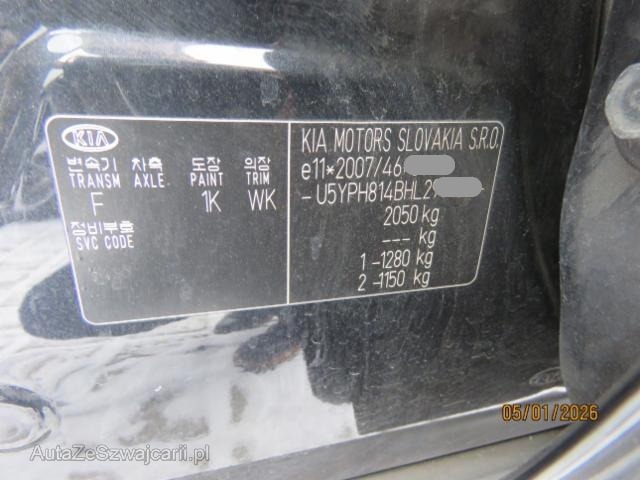 KIA
변속기 차축 도장 의장
TRANSM AXLE PAINT TRIM
F 1K WK
정비부호
SVC CODE
KIA MOTORS SLOVAKIA S.R.O.
e11*2007/46
-U5YPH814BHL2
2050 kg
--- kg
1 -1280 kg
2 -1150 kg
KIA
05/01/2026
AutaZeSzwajcarii.pl